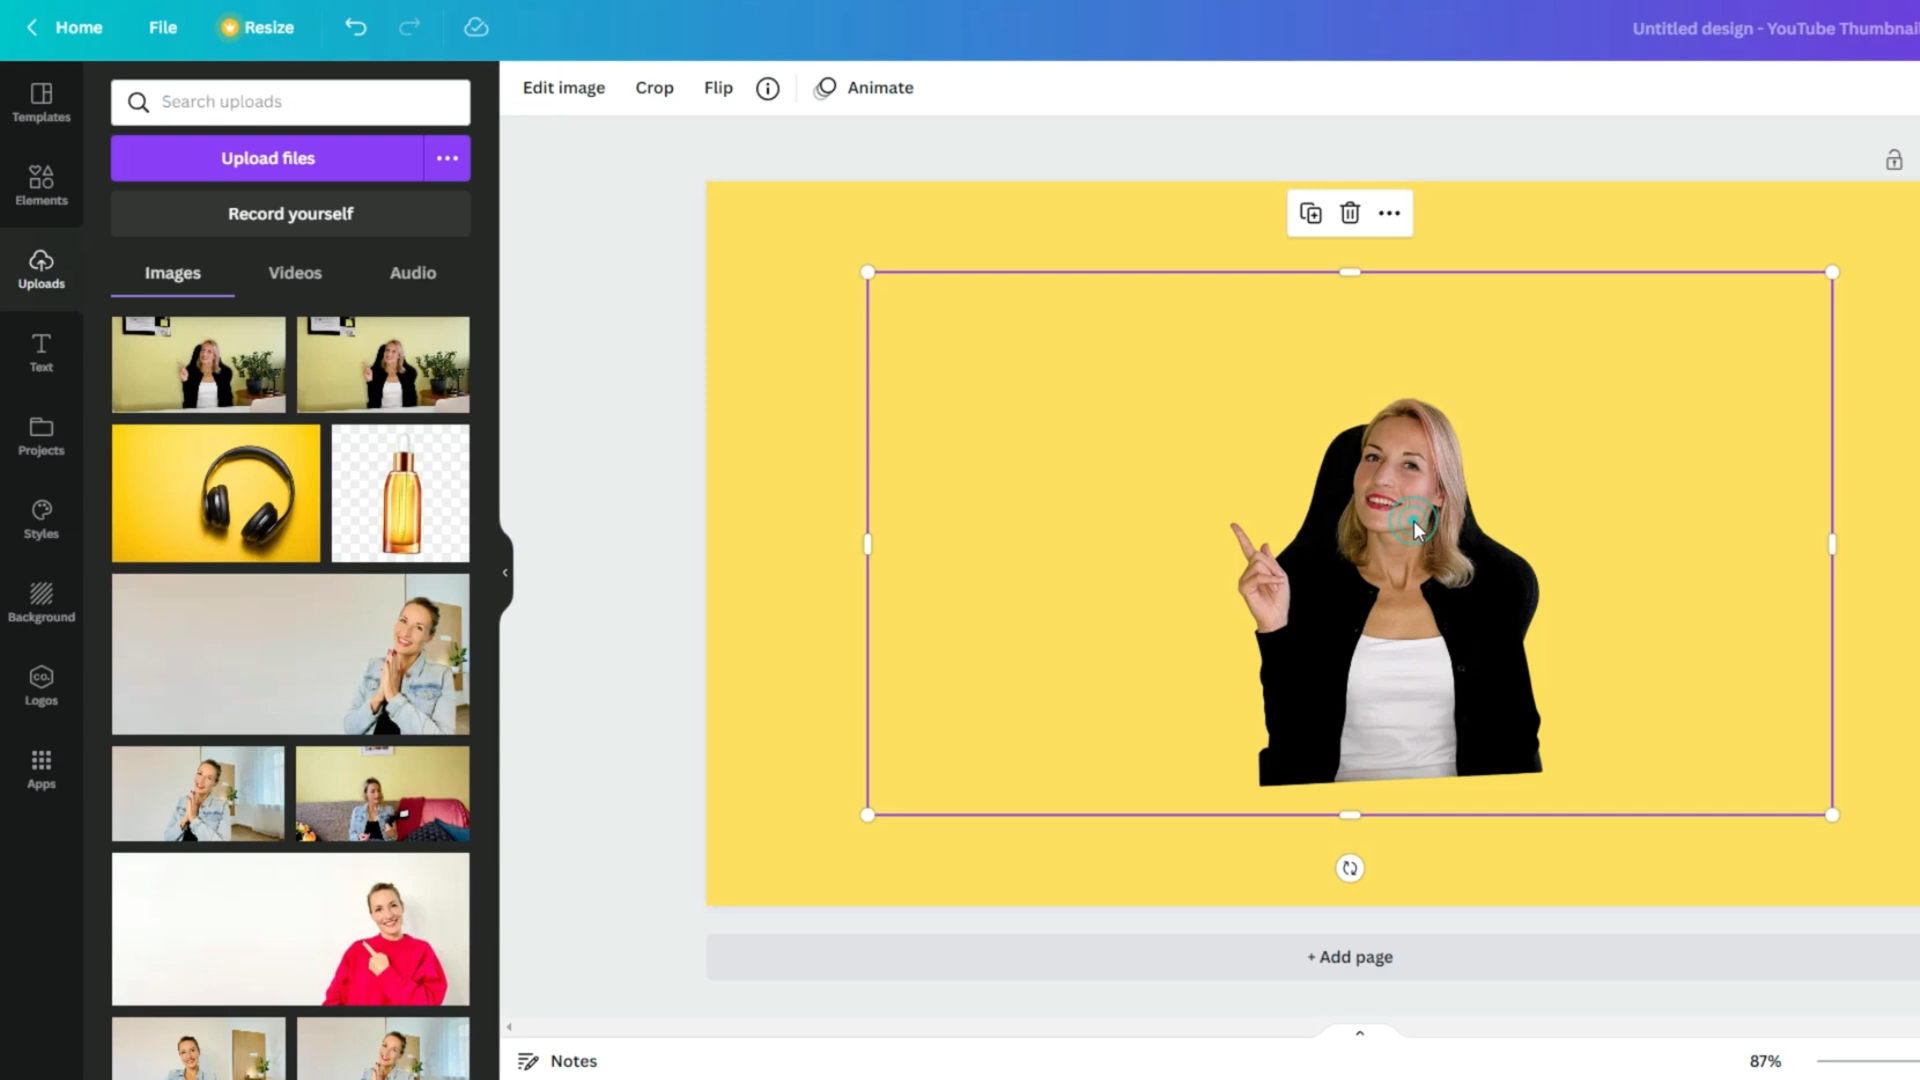 Home File Resize Untitled design - YouTube Thumbnail
Templates
Elements
Uploads
Text
Projects
Styles
Background
CO.
Logos
Apps
Search uploads
Upload files
Record yourself
Images Videos Audio
Edit image Crop Flip Animate
+ Add page
Notes
87%